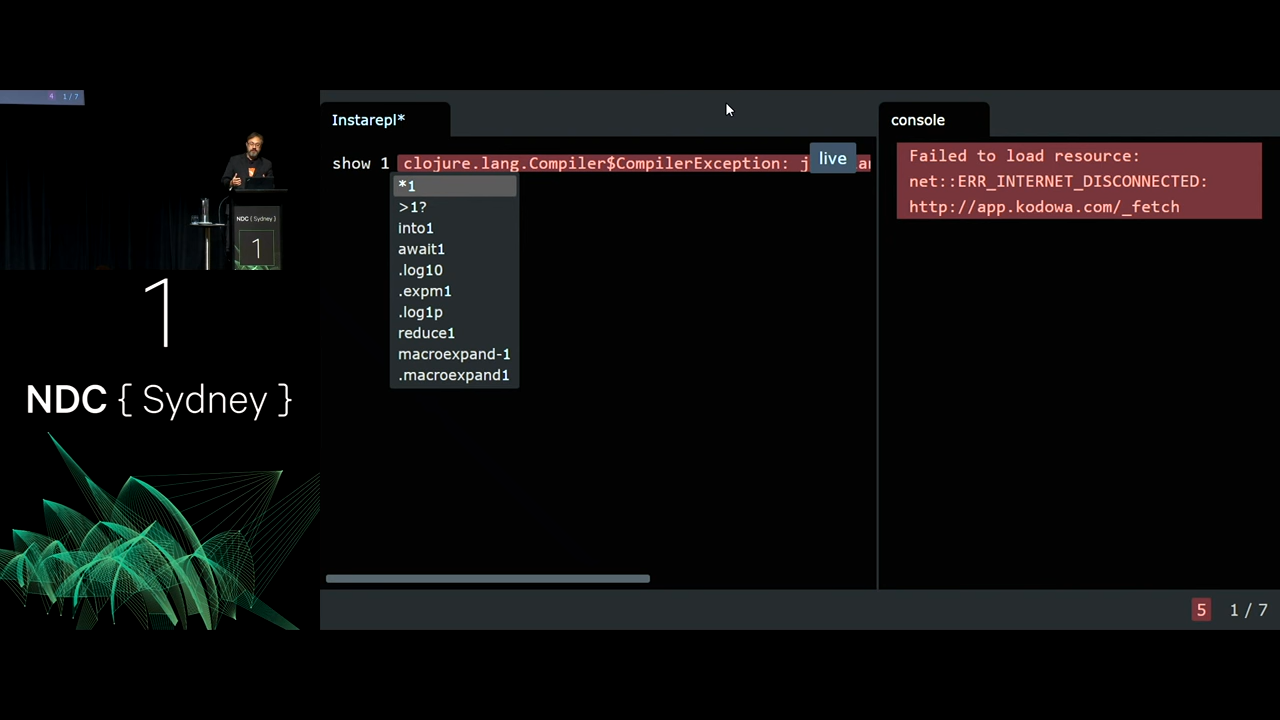 4 1/7
NDC { Sydney }
1
1
NDC { Sydney }
Instarepl*
show 1 clojure.lang.Compiler$CompilerException: j
live
*1
>1?
into1
await1
.log10
.expm1
.log1p
reduce1
macroexpand-1
.macroexpand1
console
Failed to load resource:
net::ERR_INTERNET_DISCONNECTED:
http://app.kodowa.com/_fetch
5 1 / 7